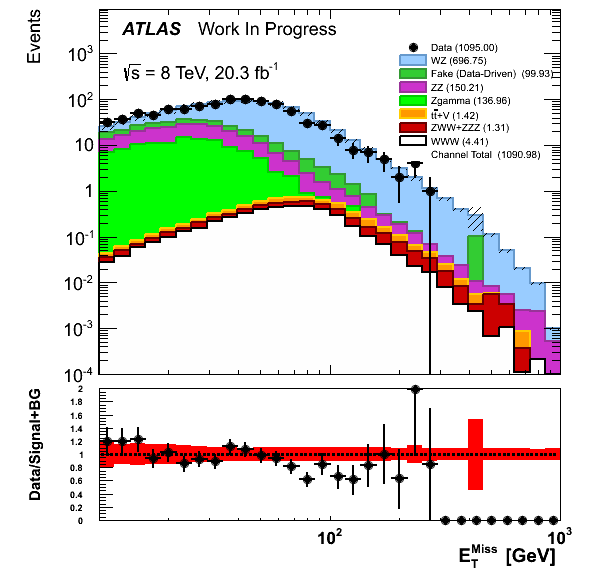 ATLAS Work In Progress
√s = 8 TeV, 20.3 fb⁻¹
Data (1095.00)
WZ (696.75)
Fake (Data-Driven) (99.93)
ZZ (150.21)
Zgamma (136.96)
tt̄+V (1.42)
ZWW+ZZZ (1.31)
WWW (4.41)
Channel Total (1090.98)
Events
10³
10²
10
1
10⁻¹
10⁻²
10⁻³
10⁻⁴
Data/Signal+BG
2
1.8
1.6
1.4
1.2
1
0.8
0.6
0.4
0.2
0
10²
10³
E_T^Miss [GeV]